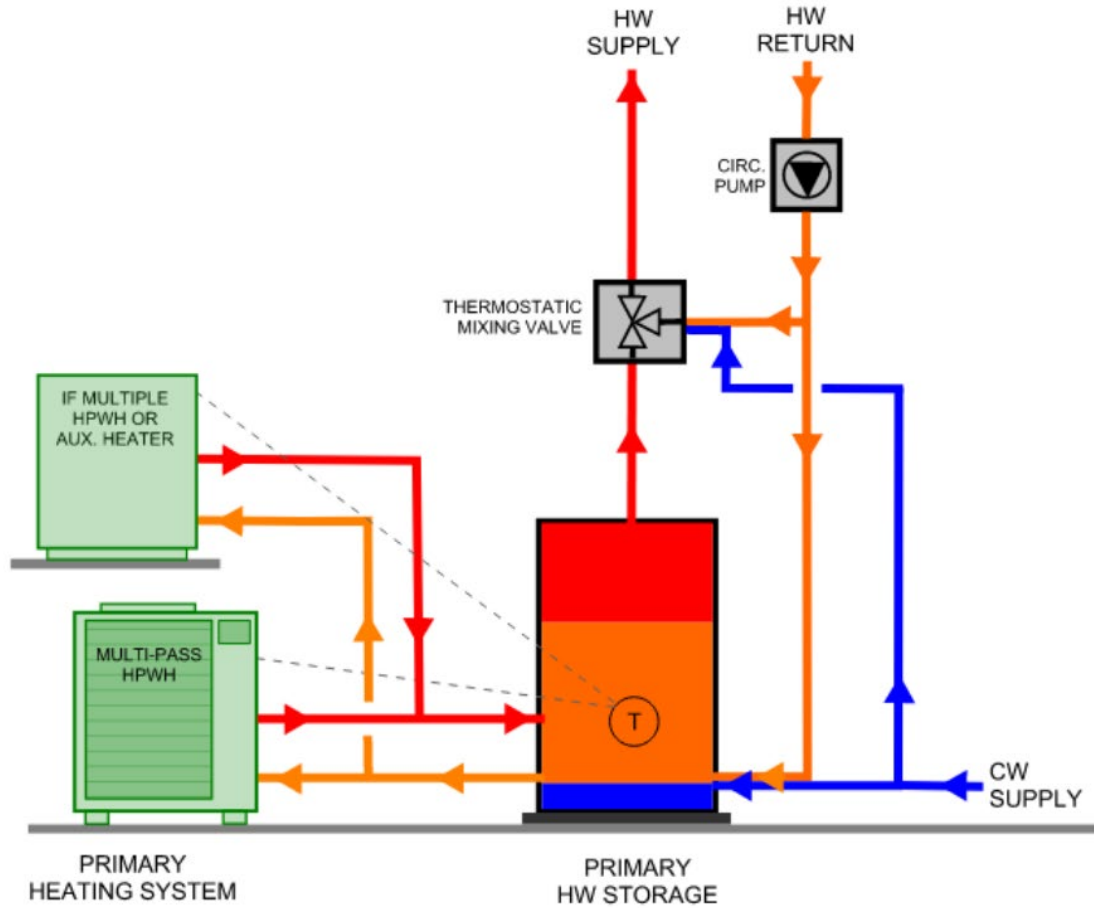 HW
SUPPLY
HW
RETURN
CIRC.
PUMP
THERMOSTATIC
MIXING VALVE
IF MULTIPLE
HPWH OR
AUX. HEATER
MULTI-PASS
HPWH
T
CW
SUPPLY
PRIMARY
HEATING SYSTEM
PRIMARY
HW STORAGE